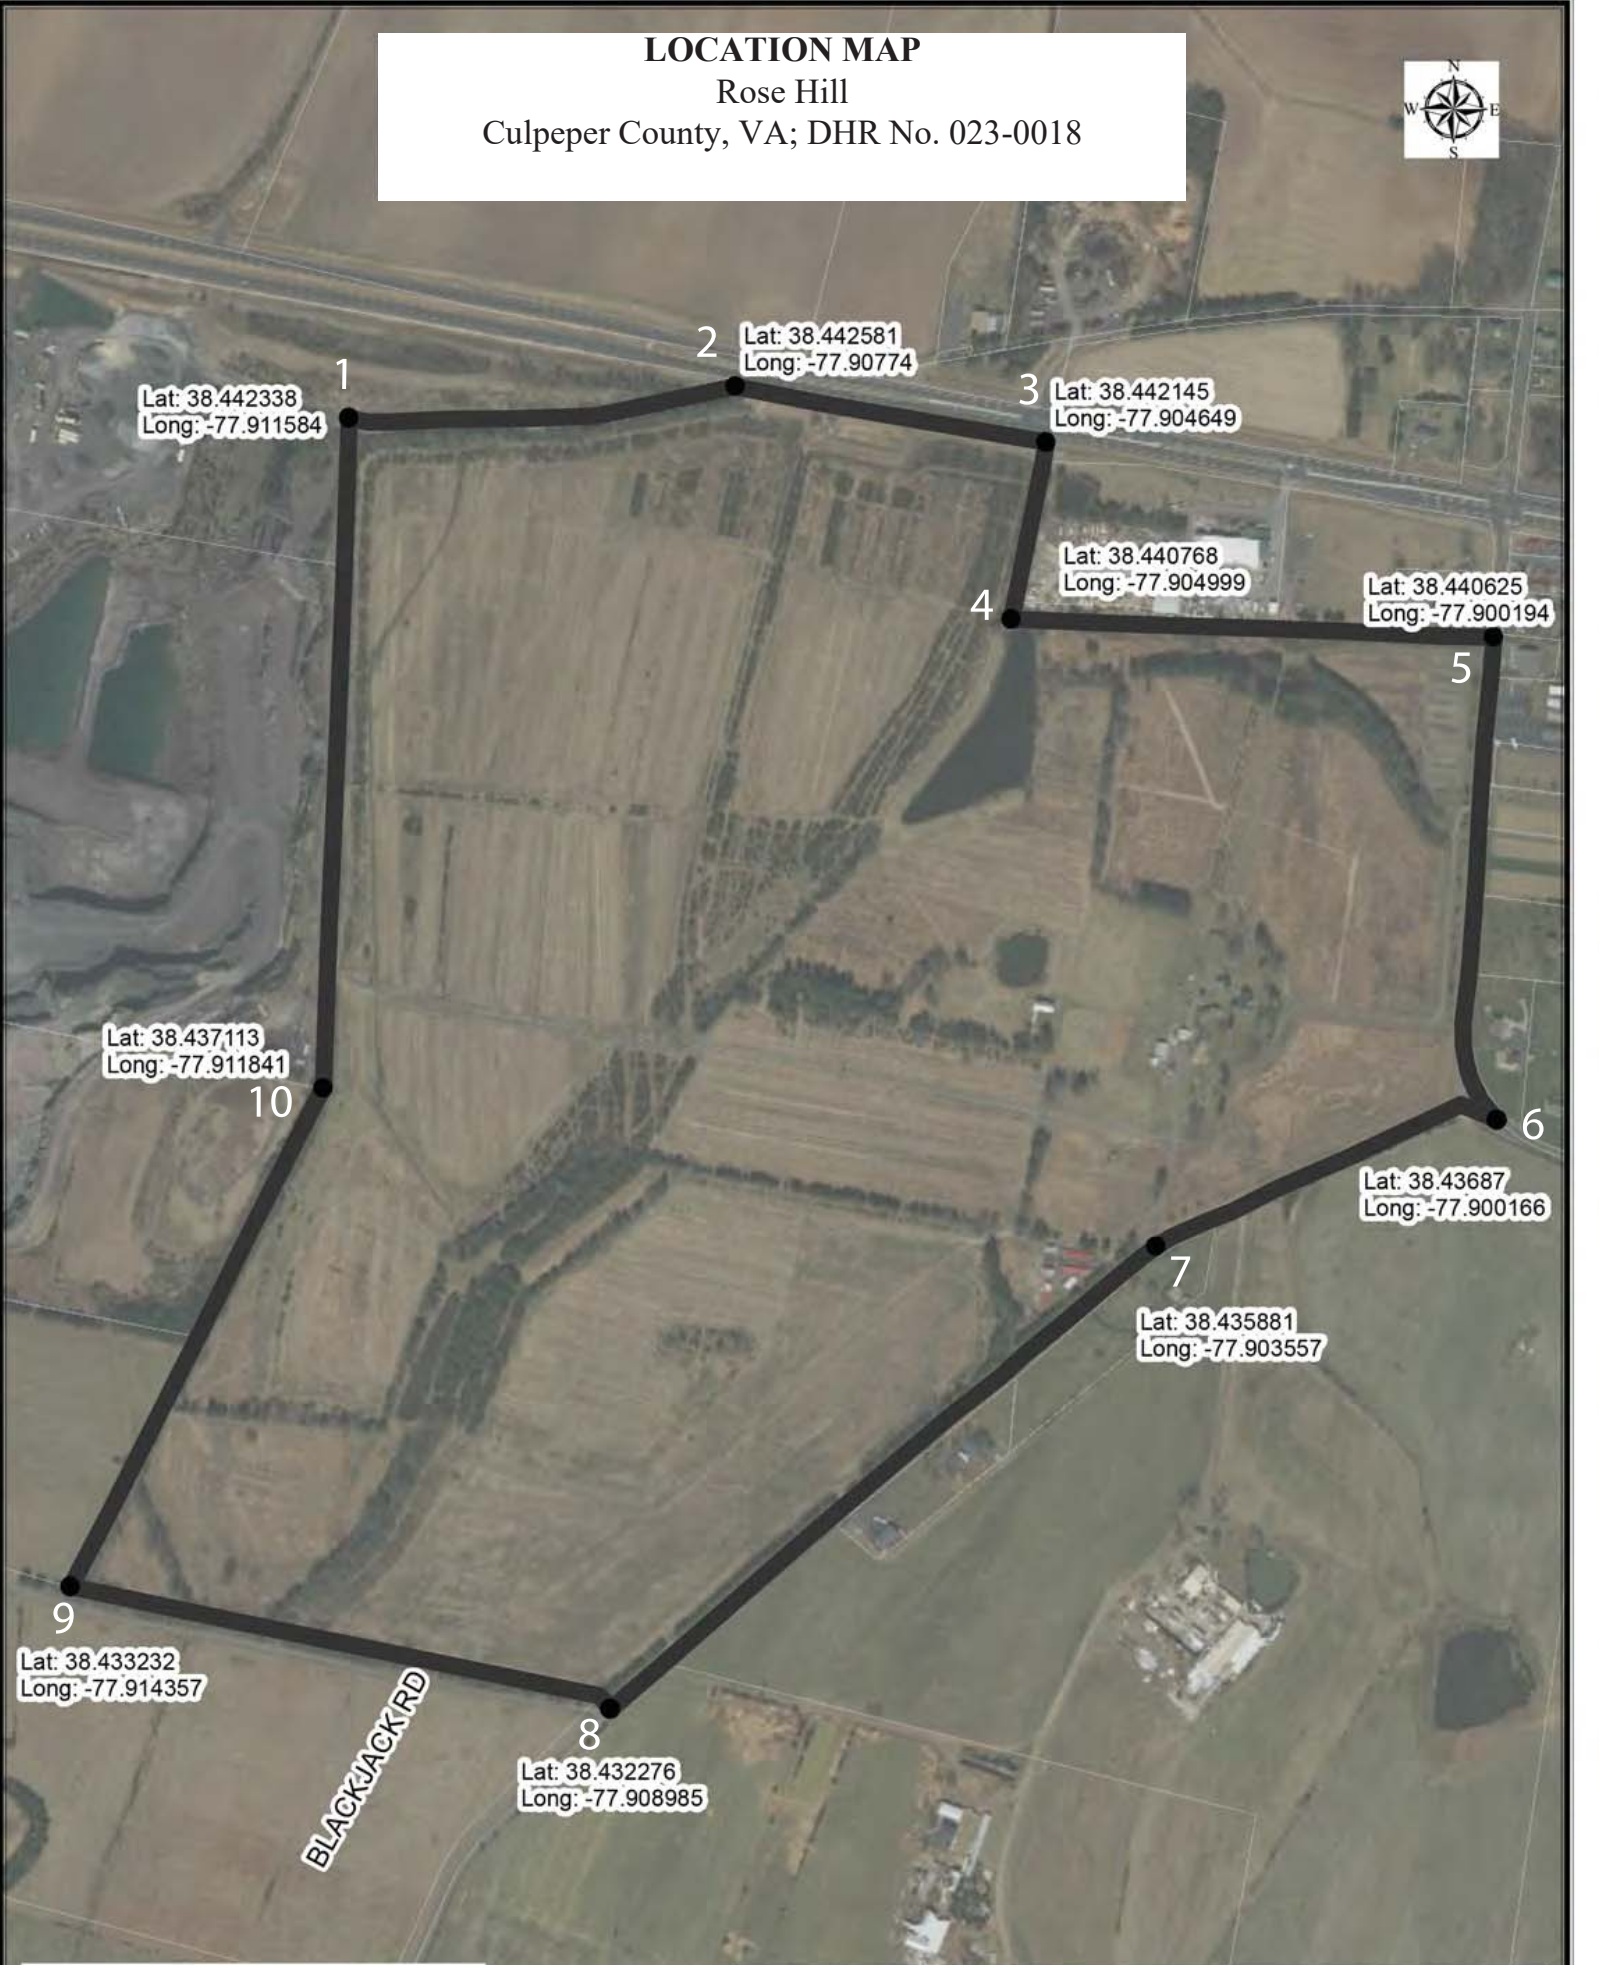 LOCATION MAP
Rose Hill
Culpeper County, VA; DHR No. 023-0018
N
W E
S
1
Lat: 38.442338
Long: -77.911584
2
Lat: 38.442581
Long: -77.90774
3
Lat: 38.442145
Long: -77.904649
4
Lat: 38.440768
Long: -77.904999
5
Lat: 38.440625
Long: -77.900194
6
Lat: 38.43687
Long: -77.900166
7
Lat: 38.435881
Long: -77.903557
8
Lat: 38.432276
Long: -77.908985
9
Lat: 38.433232
Long: -77.914357
10
Lat: 38.437113
Long: -77.911841
BLACKJACK RD